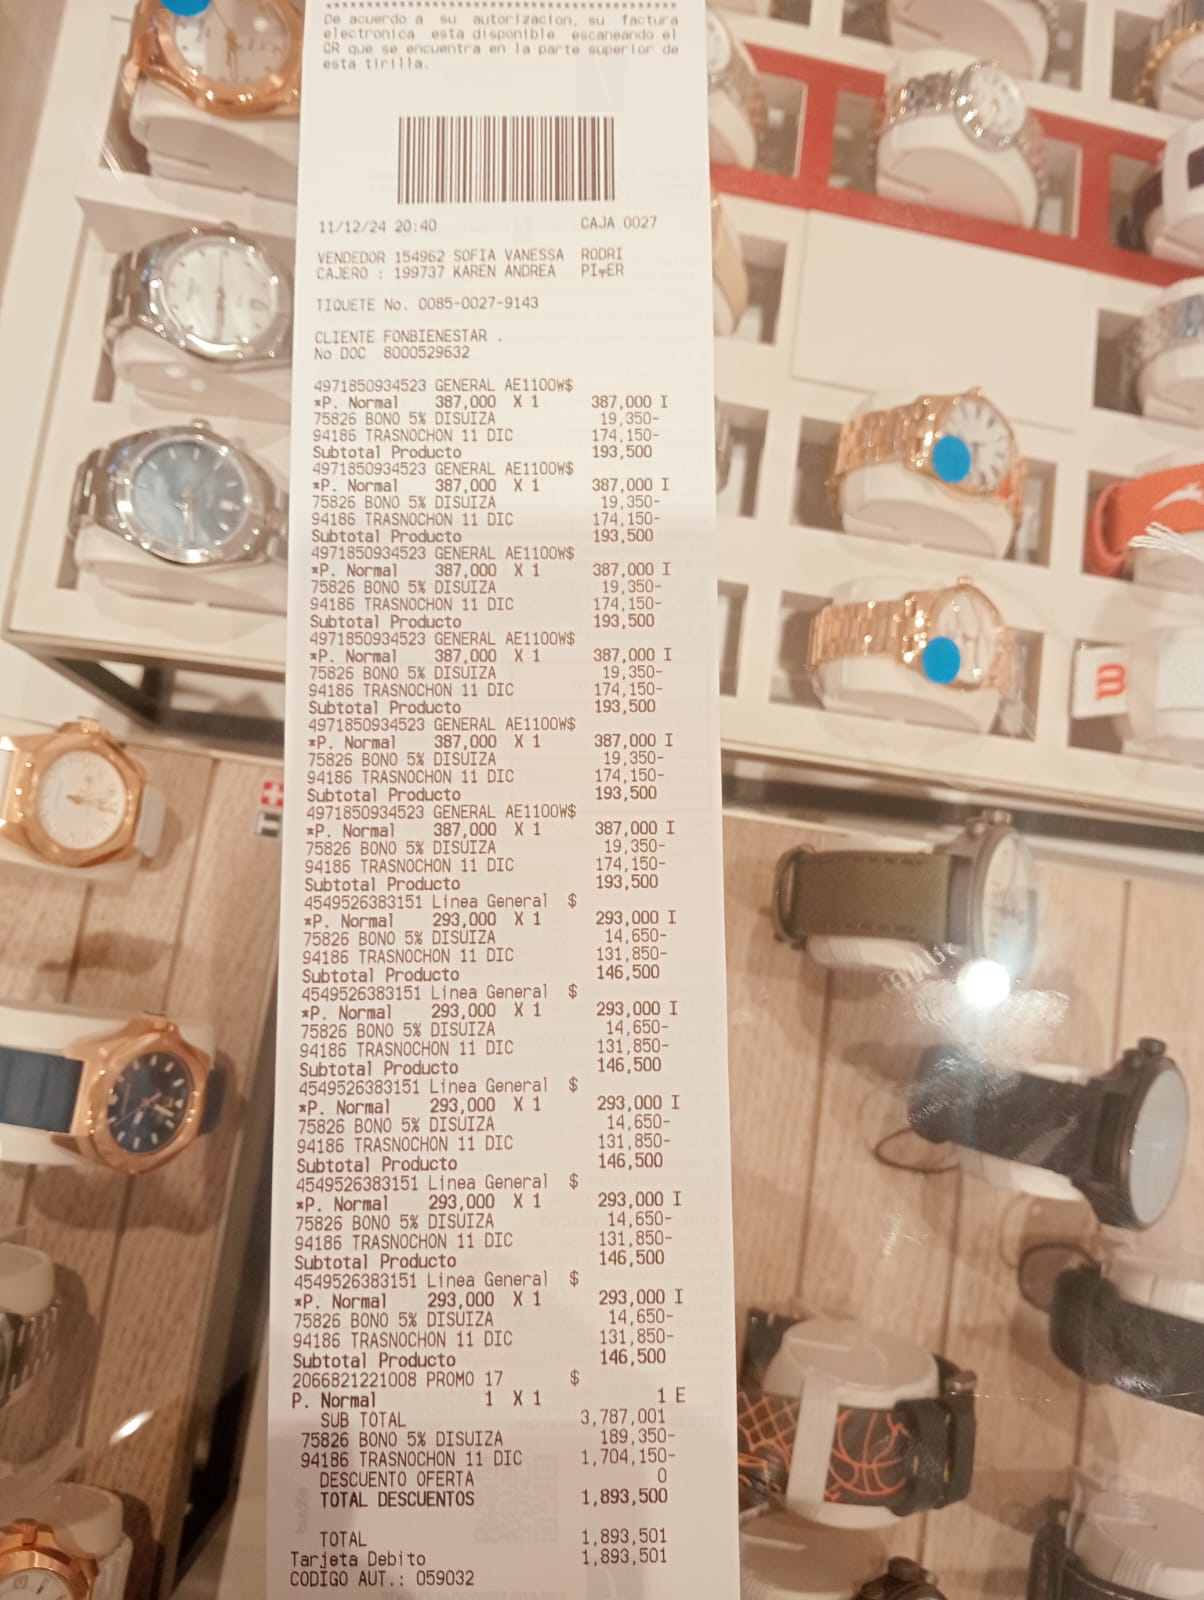 De acuerdo a su autorizacion, su factura
electronica esta disponible escaneando el
QR que se encuentra en la parte superior de
esta tirilla.
11/12/24 20:40 CAJA 0027
VENDEDOR 154962 SOFIA VANESSA RODRI
CAJERO : 199737 KAREN ANDREA
TIQUETE No. 0085-0027-9143
CLIENTE FONBIENESTAR .
No DOC 8000529632
4971850934523 GENERAL AE1100W$
*P. Normal 387,000 X 1 387,000 I
75826 BONO 5% DISUIZA 19,350-
94186 TRASNOCHON 11 DIC 174,150-
Subtotal Producto 193,500
4971850934523 GENERAL AE1100W$
*P. Normal 387,000 X 1 387,000 I
75826 BONO 5% DISUIZA 19,350-
94186 TRASNOCHON 11 DIC 174,150-
Subtotal Producto 193,500
4971850934523 GENERAL AE1100W$
*P. Normal 387,000 X 1 387,000 I
75826 BONO 5% DISUIZA 19,350-
94186 TRASNOCHON 11 DIC 174,150-
Subtotal Producto 193,500
4971850934523 GENERAL AE1100W$
*P. Normal 387,000 X 1 387,000 I
75826 BONO 5% DISUIZA 19,350-
94186 TRASNOCHON 11 DIC 174,150-
Subtotal Producto 193,500
4971850934523 GENERAL AE1100W$
*P. Normal 387,000 X 1 387,000 I
75826 BONO 5% DISUIZA 19,350-
94186 TRASNOCHON 11 DIC 174,150-
Subtotal Producto 193,500
4971850934523 GENERAL AE1100W$
*P. Normal 387,000 X 1 387,000 I
75826 BONO 5% DISUIZA 19,350-
94186 TRASNOCHON 11 DIC 174,150-
Subtotal Producto 193,500
4549526383151 Linea General $
*P. Normal 293,000 X 1 293,000 I
75826 BONO 5% DISUIZA 14,650-
94186 TRASNOCHON 11 DIC 131,850-
Subtotal Producto 146,500
4549526383151 Linea General $
*P. Normal 293,000 X 1 293,000 I
75826 BONO 5% DISUIZA 14,650-
94186 TRASNOCHON 11 DIC 131,850-
Subtotal Producto 146,500
4549526383151 Linea General $
*P. Normal 293,000 X 1 293,000 I
75826 BONO 5% DISUIZA 14,650-
94186 TRASNOCHON 11 DIC 131,850-
Subtotal Producto 146,500
4549526383151 Linea General $
*P. Normal 293,000 X 1 293,000 I
75826 BONO 5% DISUIZA 14,650-
94186 TRASNOCHON 11 DIC 131,850-
Subtotal Producto 146,500
4549526383151 Linea General $
*P. Normal 293,000 X 1 293,000 I
75826 BONO 5% DISUIZA 14,650-
94186 TRASNOCHON 11 DIC 131,850-
Subtotal Producto 146,500
2066821221008 PROMO 17 $
P. Normal 1 X 1 1 E
SUB TOTAL 3,787,001
75826 BONO 5% DISUIZA 189,350-
94186 TRASNOCHON 11 DIC 1,704,150-
DESCUENTO OFERTA 0
TOTAL DESCUENTOS 1,893,500
TOTAL 1,893,501
Tarjeta Debito 1,893,501
CODIGO AUT.: 059032